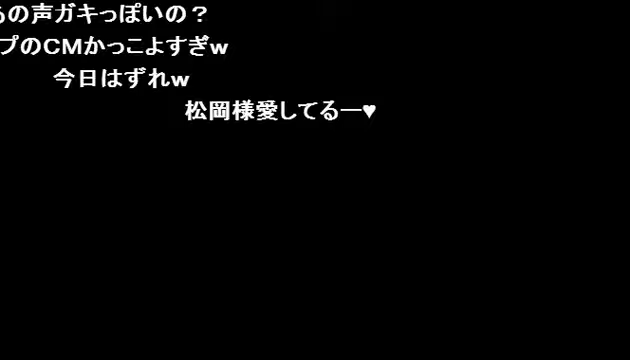 の声ガキっぽいの？
プのCMかっこよすぎw
今日はずれw
松岡様愛してるー♥